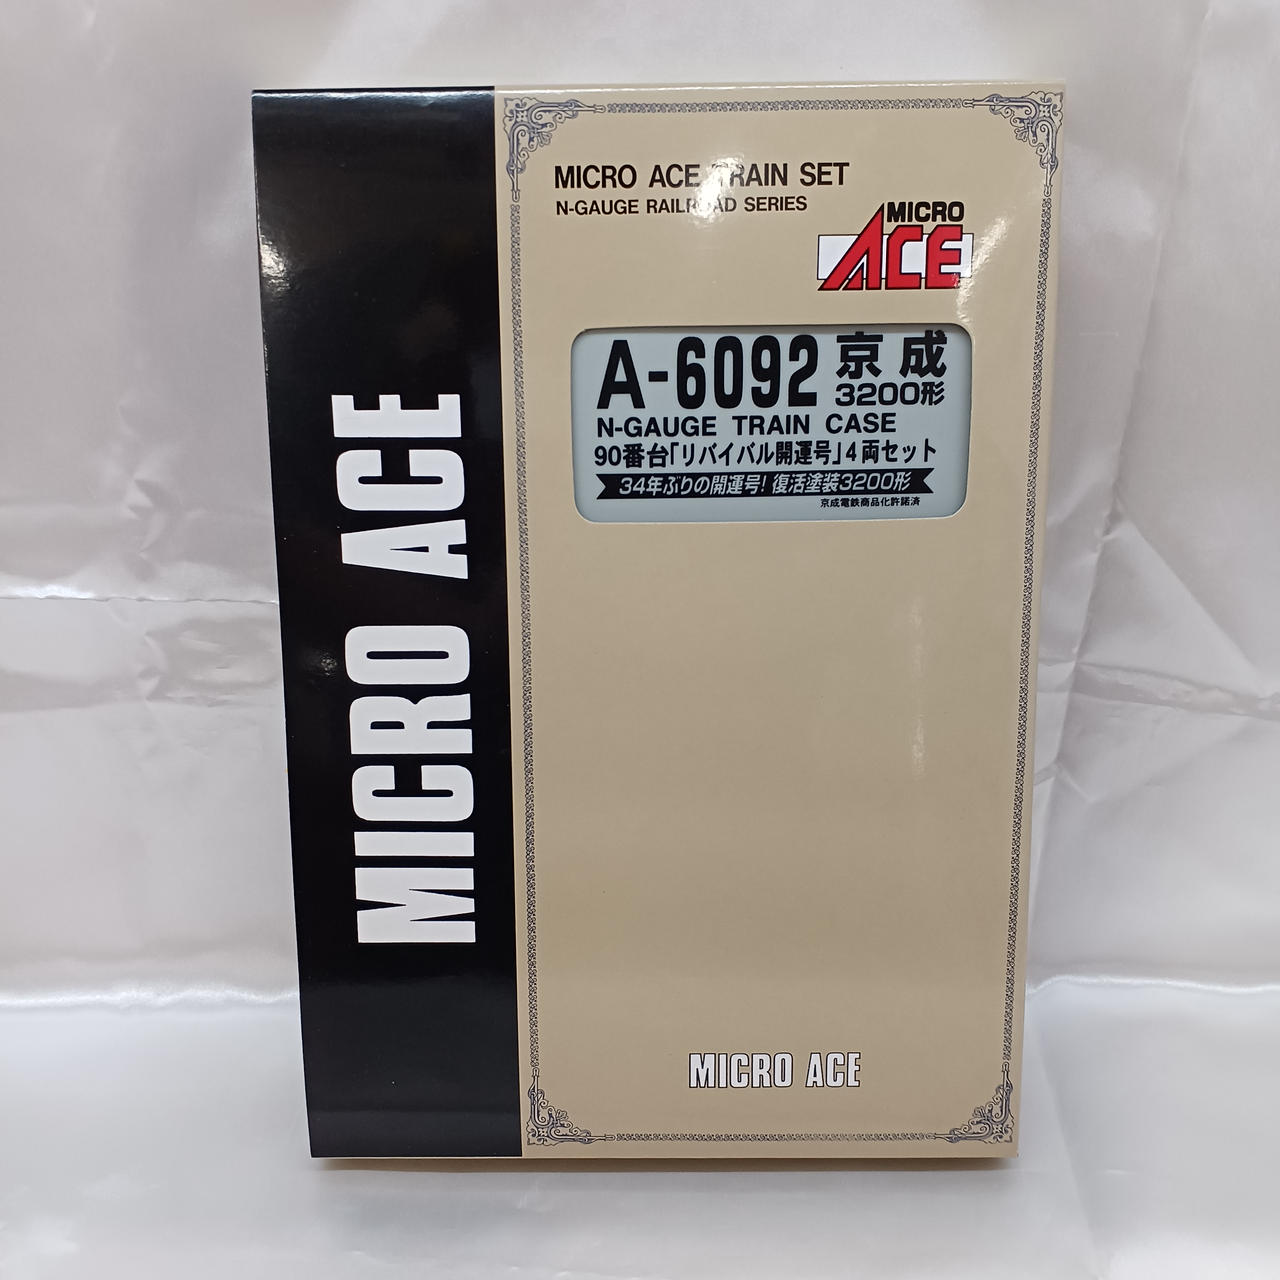 MICRO ACE
MICRO ACE TRAIN SET
N-GAUGE RAILROAD SERIES
MICRO
ACE
A-6092 京成
3200形
N-GAUGE TRAIN CASE
90番台「リバイバル開運号」4両セット
34年ぶりの開運号!復活塗装3200形
京成電鉄商品化許諾済
MICRO ACE